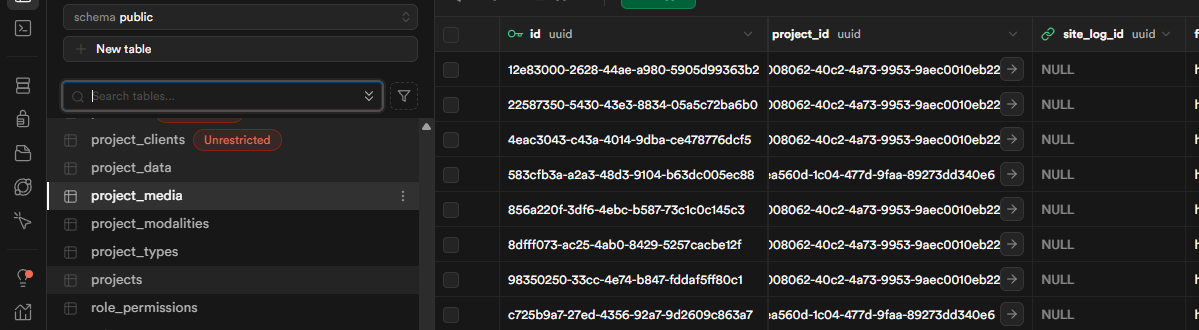 schema public
New table
Search tables...
project_clients Unrestricted
project_data
project_media
project_modalities
project_types
projects
role_permissions
id uuid project_id uuid site_log_id uuid
12e83000-2628-44ae-a980-5905d99363b2 008062-40c2-4a73-9953-9aec0010eb22 NULL
22587350-5430-43e3-8834-05a5c72ba6b0 008062-40c2-4a73-9953-9aec0010eb22 NULL
4eac3043-c43a-4014-9dba-ce478776dcf5 008062-40c2-4a73-9953-9aec0010eb22 NULL
583cfb3a-a2a3-48d3-9104-b63dc005ec88 ea560d-1c04-477d-9faa-89273dd340e6 NULL
856a220f-3df6-4ebc-b587-73c1c0c145c3 008062-40c2-4a73-9953-9aec0010eb22 NULL
8dfff073-ac25-4ab0-8429-5257cacbe12f 008062-40c2-4a73-9953-9aec0010eb22 NULL
98350250-33cc-4e74-b847-fddaf5ff80c1 008062-40c2-4a73-9953-9aec0010eb22 NULL
c725b9a7-27ed-4356-92a7-9d2609c863a7 ea560d-1c04-477d-9faa-89273dd340e6 NULL